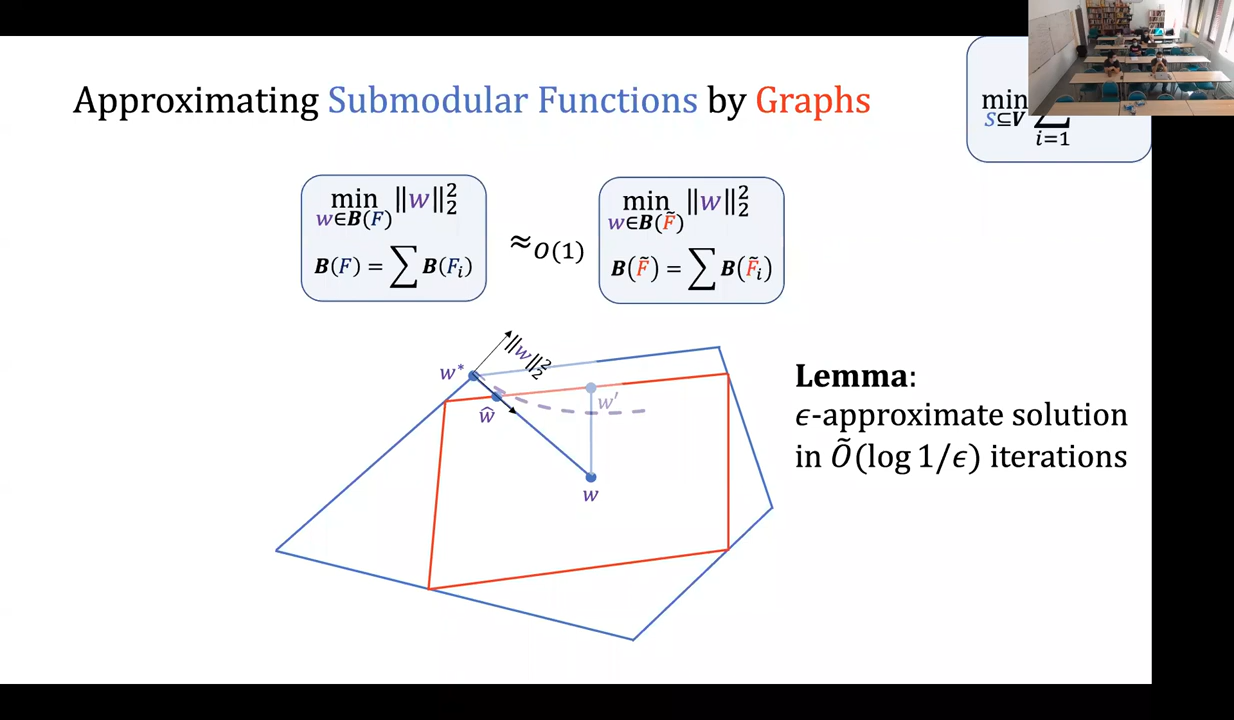 Approximating Submodular Functions by Graphs
min
S⊆V
∑
i=1
min ‖w‖₂²
w∈B(F)
B(F) = ∑ B(Fᵢ)
≈O(1)
min ‖w‖₂²
w∈B(F̃)
B(F̃) = ∑ B(F̃ᵢ)
‖w‖₂²
w*
ŵ
w′
w
Lemma:
ϵ-approximate solution
in Õ(log 1/ϵ) iterations